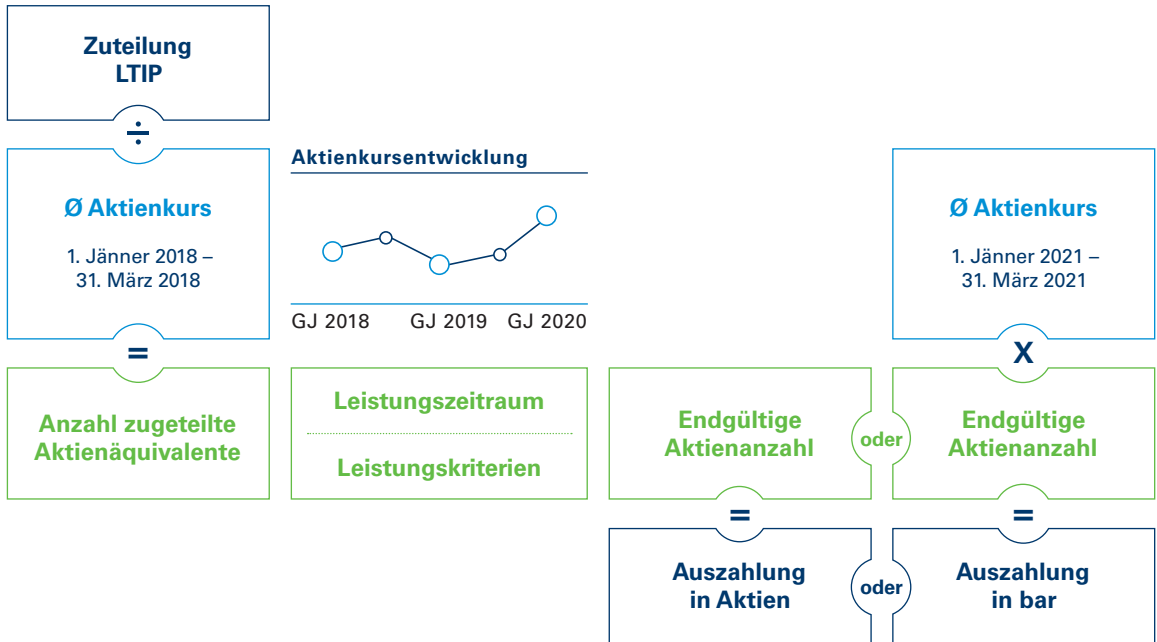 Zuteilung
LTIP
÷
Ø Aktienkurs
1. Jänner 2018 –
31. März 2018
=
Anzahl zugeteilte
Aktienäquivalente
Aktienkursentwicklung
GJ 2018 GJ 2019 GJ 2020
Leistungszeitraum
Leistungskriterien
Ø Aktienkurs
1. Jänner 2021 –
31. März 2021
X
Endgültige
Aktienanzahl
oder
Endgültige
Aktienanzahl
=
=
Auszahlung
in Aktien
oder
Auszahlung
in bar